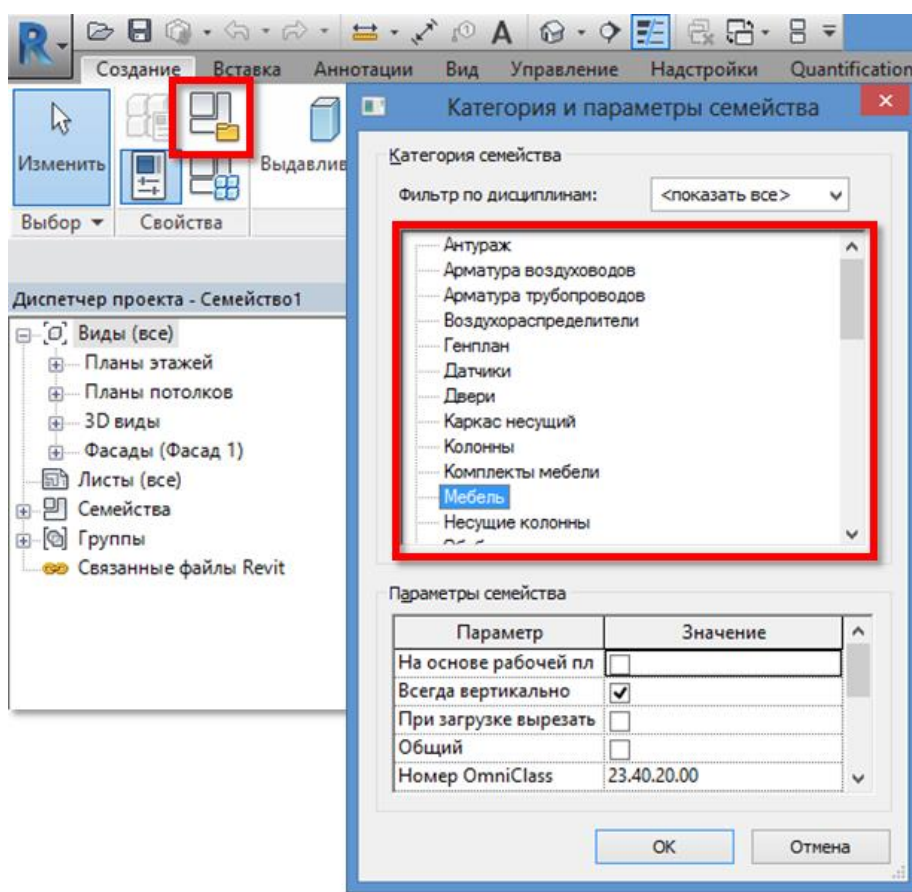 R
A
Создание Вставка Аннотации Вид Управление Надстройки Quantification
Изменить
Выдавлив
Выбор Свойства
Диспетчер проекта - Семейство1
Виды (все)
Планы этажей
Планы потолков
3D виды
Фасады (Фасад 1)
Листы (все)
Семейства
Группы
Связанные файлы Revit
Категория и параметры семейства
Категория семейства
Фильтр по дисциплинам: <показать все>
Антураж
Арматура воздуховодов
Арматура трубопроводов
Воздухораспределители
Генплан
Датчики
Двери
Каркас несущий
Колонны
Комплекты мебели
Мебель
Несущие колонны
Параметры семейства
Параметр Значение
На основе рабочей пл
Всегда вертикально
При загрузке вырезать
Общий
Номер OmniClass 23.40.20.00
ОК Отмена